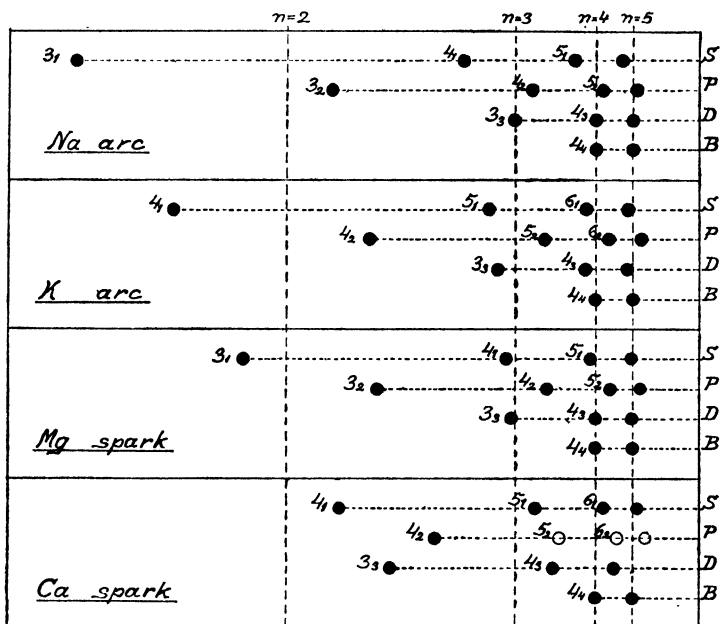 n=2 n=3 n=4 n=5
3₁ 4₁ 5₁ S
3₂ 4₂ 5₂ P
3₃ 4₃ D
Na arc
4₄ B
4₁ 5₁ 6₁ S
4₂ 5₂ 6₂ P
3₃ 4₃ D
K arc
4₄ B
3₁ 4₁ 5₁ S
3₂ 4₂ 5₂ P
3₃ 4₃ D
Mg spark
4₄ B
4₁ 5₁ 6₁ S
4₂ 5₂ 6₂ P
3₃ 4₃ D
Ca spark
4₄ B